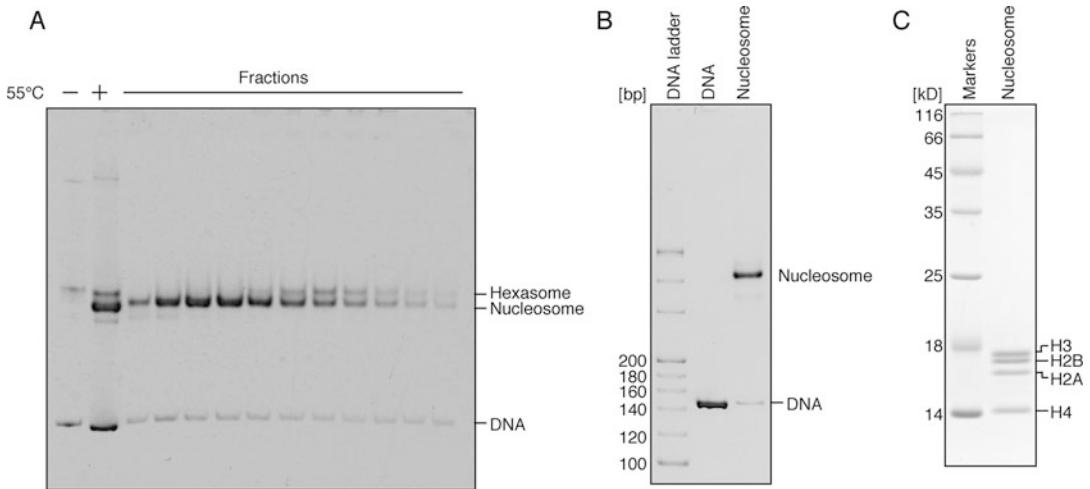 A
Fractions
55°C − +
Hexasome
Nucleosome
DNA
B
DNA ladder
DNA
Nucleosome
[bp]
Nucleosome
200
180
160
140
120
100
DNA
C
Markers
Nucleosome
[kD]
116
66
45
35
25
18
14
H3
H2B
H2A
H4